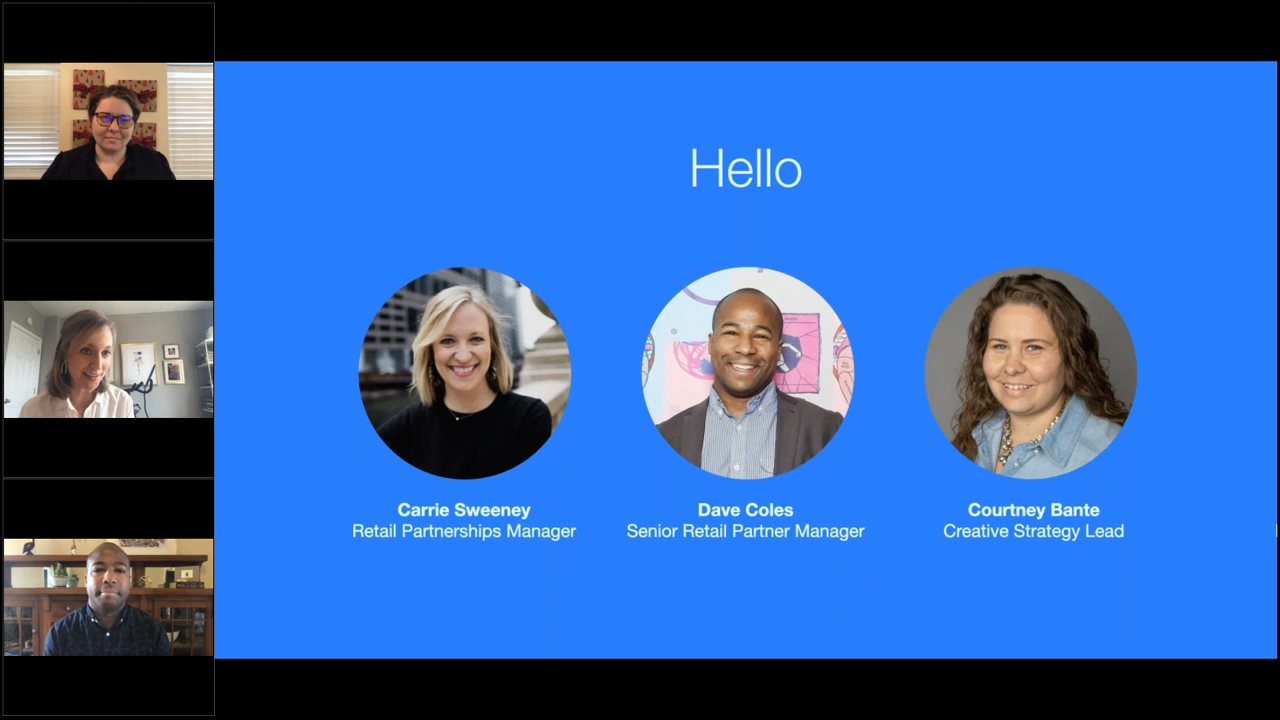 Hello
Carrie Sweeney
Retail Partnerships Manager
Dave Coles
Senior Retail Partner Manager
Courtney Bante
Creative Strategy Lead